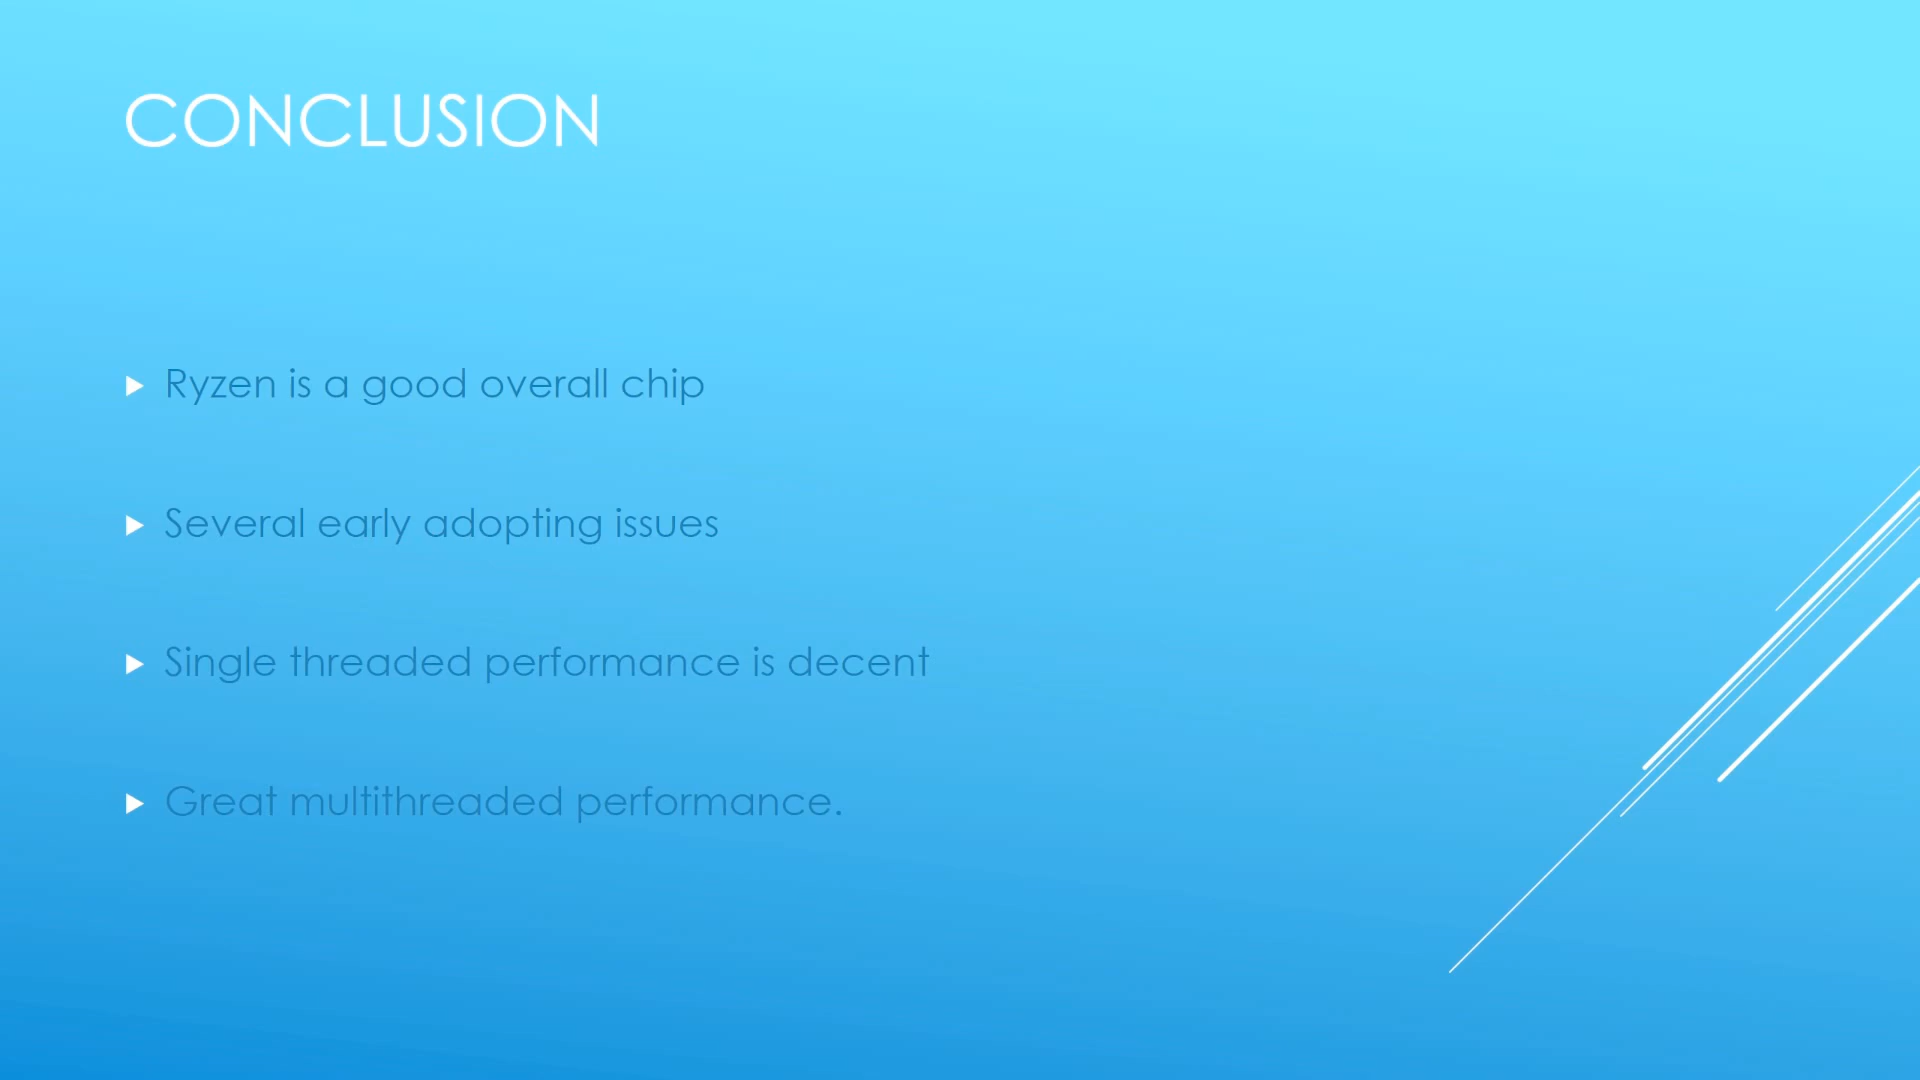 CONCLUSION
Ryzen is a good overall chip
Several early adopting issues
Single threaded performance is decent
Great multithreaded performance.